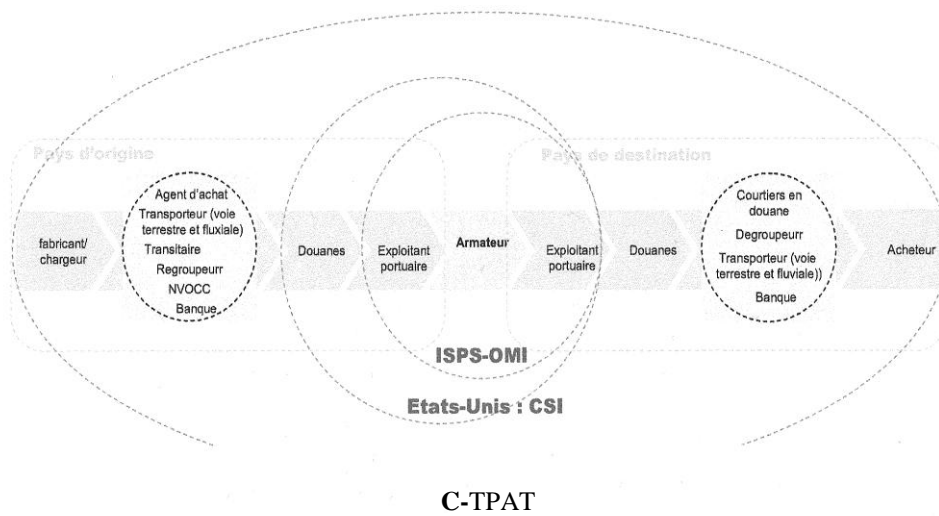 Pays d'origine
Pays de destination
fabricant/
chargeur
Agent d'achat
Transporteur (voie
terrestre et fluxiale)
Transitaire
Regroupeurr
NVOCC
Banque
Douanes
Exploitant
portuaire
Armateur
Exploitant
portuaire
Douanes
Courtiers en
douane
Degroupeurr
Transporteur (voie
terrestre et fluviale))
Banque
Acheteur
ISPS-OMI
Etats-Unis : CSI
C-TPAT